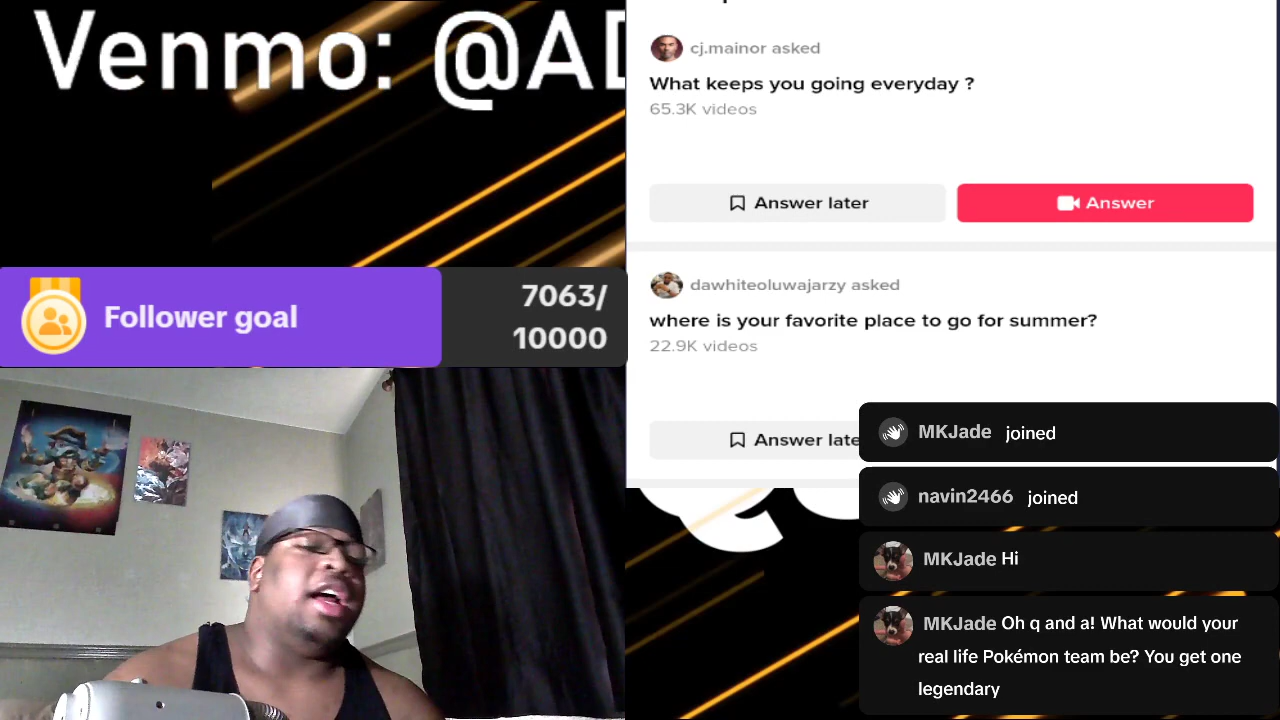 Venmo: @AD
cj.mainor asked
What keeps you going everyday ?
65.3K videos
Answer later
Answer
Follower goal
7063/
10000
dawhiteoluwajarzy asked
where is your favorite place to go for summer?
22.9K videos
Answer late
MKJade joined
navin2466 joined
MKJade Hi
MKJade Oh q and a! What would your
real life Pokémon team be? You get one
legendary